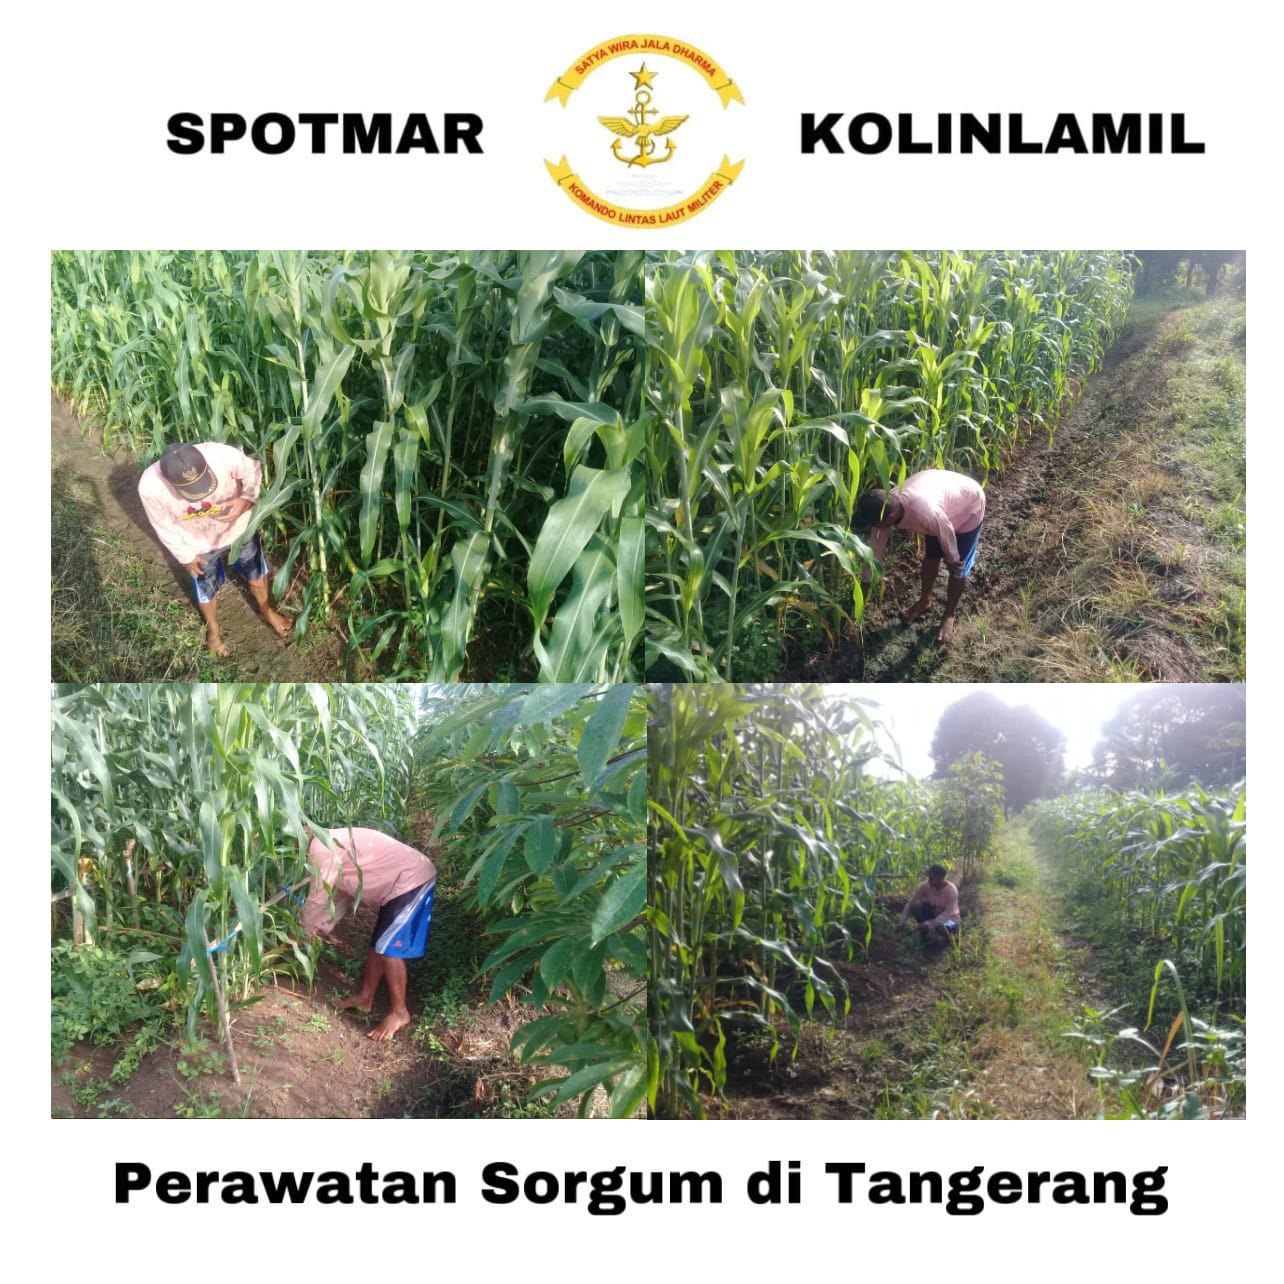 SPOTMAR
SATYA WIRA JALA DHARMA
KOMANDO LINTAS LAUT MILITER
KOLINLAMIL
Perawatan Sorgum di Tangerang